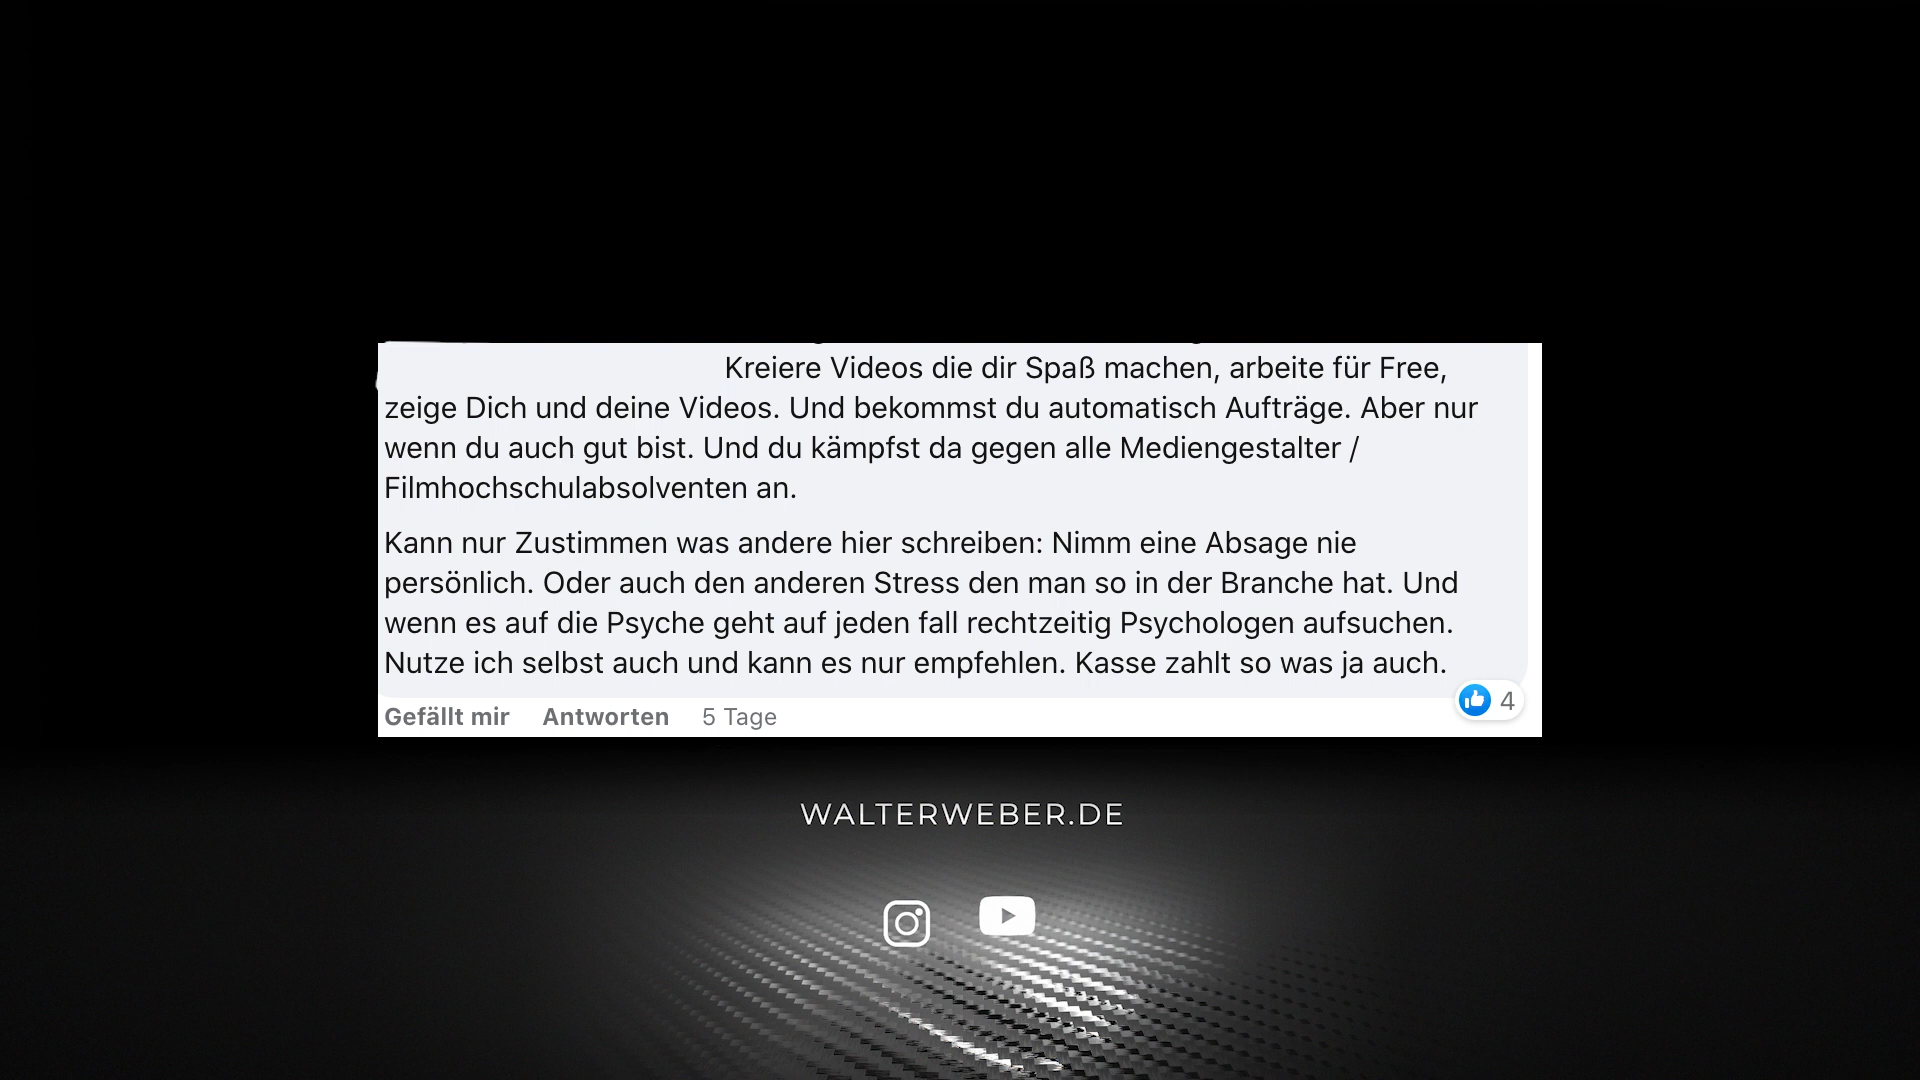 Kreiere Videos die dir Spaß machen, arbeite für Free,
zeige Dich und deine Videos. Und bekommst du automatisch Aufträge. Aber nur
wenn du auch gut bist. Und du kämpfst da gegen alle Mediengestalter /
Filmhochschulabsolventen an.
Kann nur Zustimmen was andere hier schreiben: Nimm eine Absage nie
persönlich. Oder auch den anderen Stress den man so in der Branche hat. Und
wenn es auf die Psyche geht auf jeden fall rechtzeitig Psychologen aufsuchen.
Nutze ich selbst auch und kann es nur empfehlen. Kasse zahlt so was ja auch.
4
Gefällt mir Antworten 5 Tage
WALTERWEBER.DE